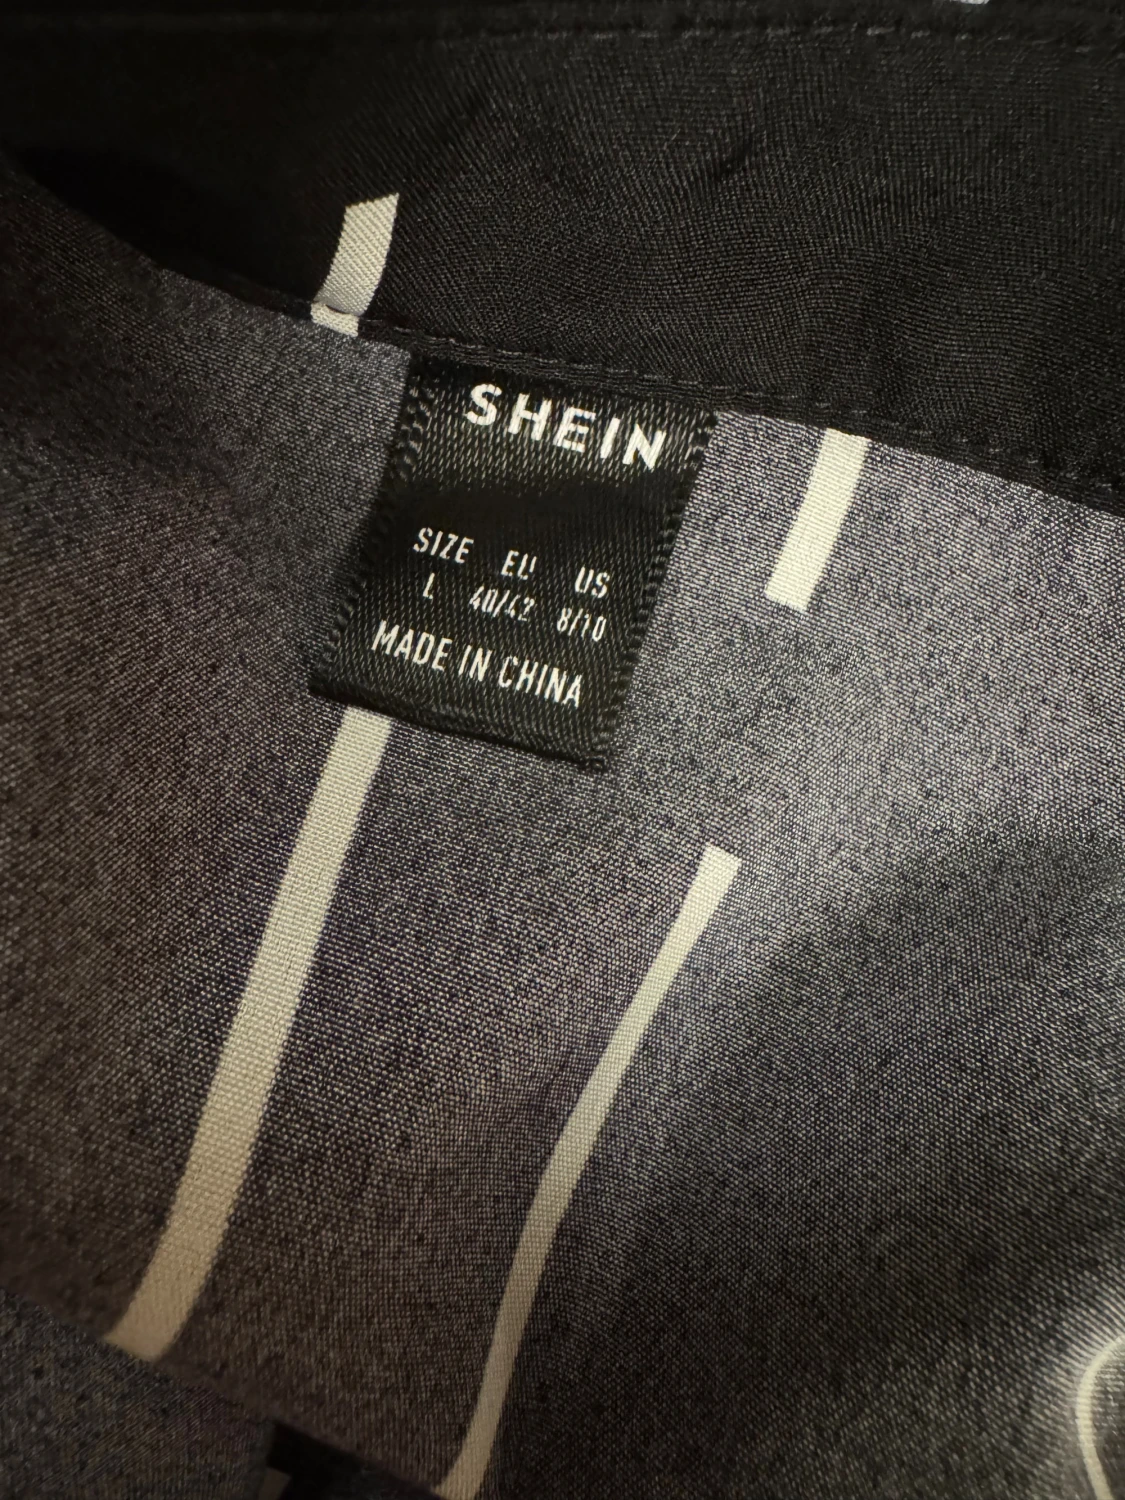 SHEIN
SIZE EU US
L 40/42 8/10
MADE IN CHINA